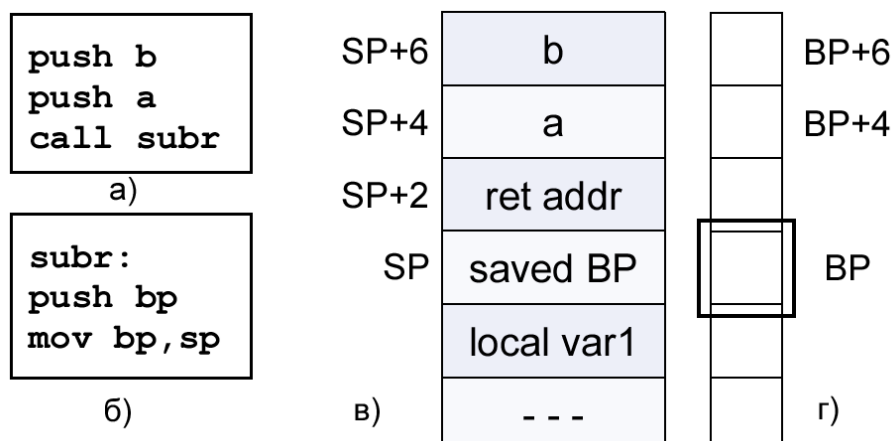 push b
push a
call subr
а)
subr:
push bp
mov bp,sp
б)
SP+6 b BP+6
SP+4 a BP+4
SP+2 ret addr
SP saved BP BP
local var1
в) - - - г)